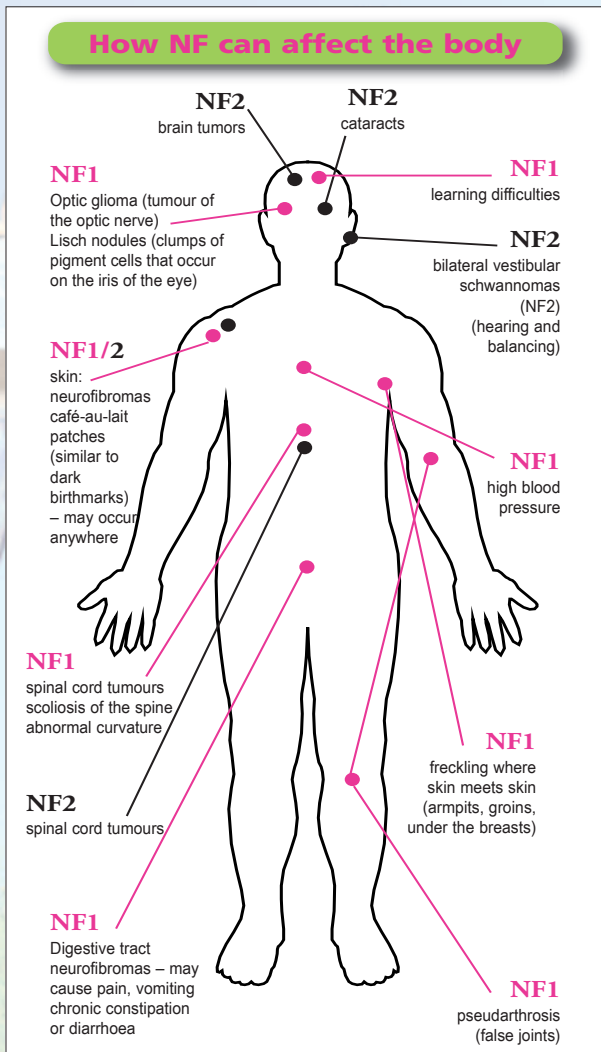 How NF can affect the body
NF2
brain tumors
NF2
cataracts
NF1
Optic glioma (tumour of
the optic nerve)
Lisch nodules (clumps of
pigment cells that occur
on the iris of the eye)
NF1
learning difficulties
NF2
bilateral vestibular
schwannomas
(NF2)
(hearing and
balancing)
NF1/2
skin:
neurofibromas
café-au-lait
patches
(similar to
dark
birthmarks)
– may occur
anywhere
NF1
high blood
pressure
NF1
spinal cord tumours
scoliosis of the spine
abnormal curvature
NF1
freckling where
skin meets skin
(armpits, groins,
under the breasts)
NF2
spinal cord tumours
NF1
Digestive tract
neurofibromas – may
cause pain, vomiting
chronic constipation
or diarrhoea
NF1
pseudarthrosis
(false joints)